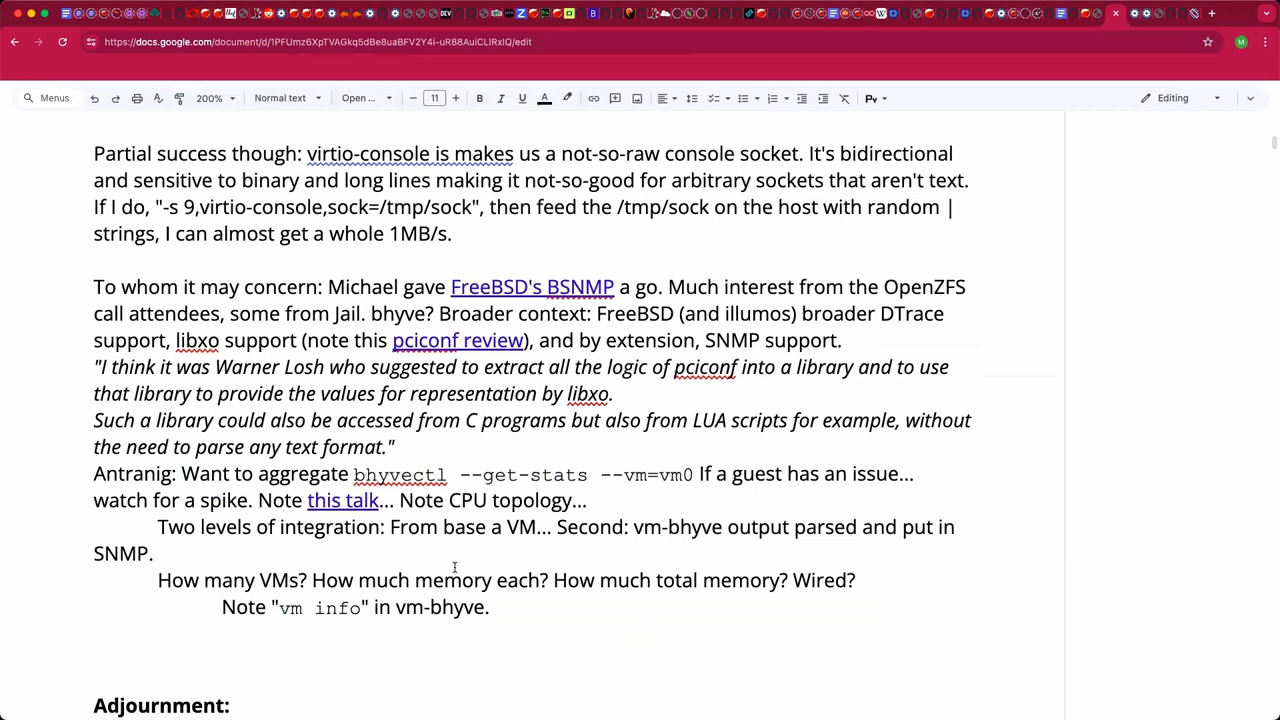 https://docs.google.com/document/d/1PFUmz6XpTVAGkq5dBe8uaBFV2Y4i-uR88AuiCLIRxIQ/edit
Menus 200% Normal text Open ... 11 Editing
Partial success though: virtio-console is makes us a not-so-raw console socket. It's bidirectional
and sensitive to binary and long lines making it not-so-good for arbitrary sockets that aren't text.
If I do, "-s 9,virtio-console,sock=/tmp/sock", then feed the /tmp/sock on the host with random |
strings, I can almost get a whole 1MB/s.
To whom it may concern: Michael gave FreeBSD's BSNMP a go. Much interest from the OpenZFS
call attendees, some from Jail. bhyve? Broader context: FreeBSD (and illumos) broader DTrace
support, libxo support (note this pciconf review), and by extension, SNMP support.
"I think it was Warner Losh who suggested to extract all the logic of pciconf into a library and to use
that library to provide the values for representation by libxo.
Such a library could also be accessed from C programs but also from LUA scripts for example, without
the need to parse any text format."
Antranig: Want to aggregate bhyvectl --get-stats --vm=vm0 If a guest has an issue...
watch for a spike. Note this talk... Note CPU topology...
Two levels of integration: From base a VM... Second: vm-bhyve output parsed and put in
SNMP.
How many VMs? How much memory each? How much total memory? Wired?
Note "vm info" in vm-bhyve.
Adjournment: